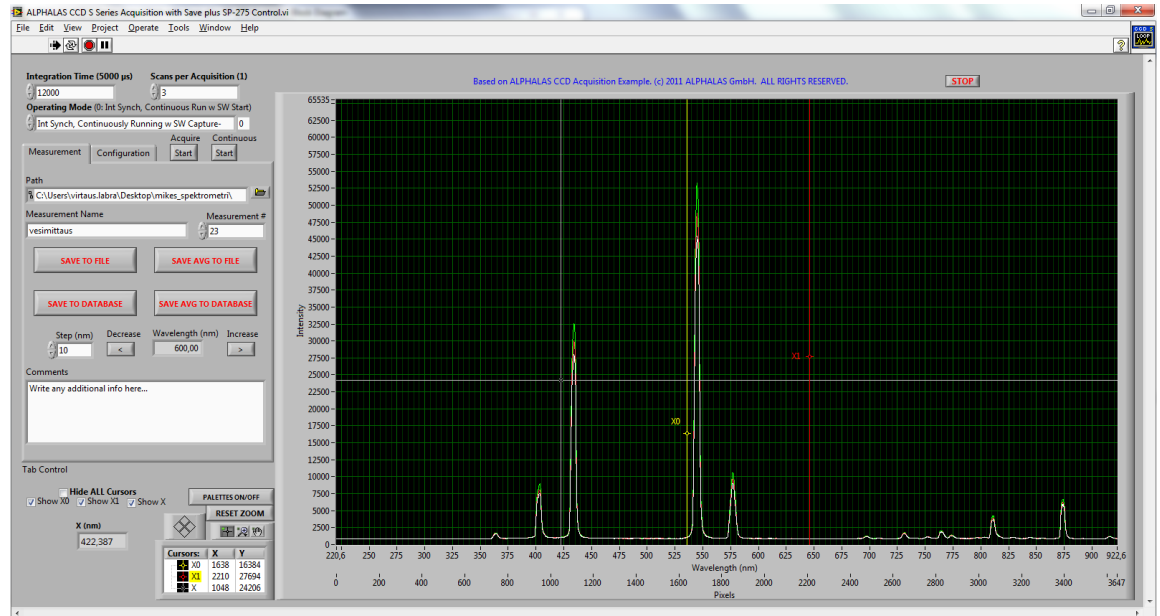 ALPHALAS CCD S Series Acquisition with Save plus SP-275 Control.vi
File Edit View Project Operate Tools Window Help
CCD S
LOOP
Integration Time (5000 µs) Scans per Acquisition (1)
12000 3
Based on ALPHALAS CCD Acquisition Example. (c) 2011 ALPHALAS GmbH. ALL RIGHTS RESERVED. STOP
Operating Mode (0: Int Synch, Continuous Run w SW Start)
Int Synch, Continuously Running w SW Capture- 0
Acquire Continuous
Measurement Configuration Start Start
Path
C:\Users\virtaus.labra\Desktop\mikes_spektrometri\
Measurement Name Measurement #
vesimittaus 23
SAVE TO FILE SAVE AVG TO FILE
SAVE TO DATABASE SAVE AVG TO DATABASE
Step (nm) Decrease Wavelength (nm) Increase
10 < 600,00 >
Comments
Write any additional info here...
Tab Control
Hide ALL Cursors
Show X0 Show X1 Show X
PALETTES ON/OFF
RESET ZOOM
X (nm)
422,387
Cursors: X Y
X0 1638 16384
X1 2210 27694
X 1048 24206
Intensity
65535
62500
60000
57500
55000
52500
50000
47500
45000
42500
40000
37500
35000
32500
30000
27500
25000
22500
20000
17500
15000
12500
10000
7500
5000
2500
0
X1
X0
220,6 250 275 300 325 350 375 400 425 450 475 500 525 550 575 600 625 650 675 700 725 750 775 800 825 850 875 900 922,6
Wavelength (nm)
0 200 400 600 800 1000 1200 1400 1600 1800 2000 2200 2400 2600 2800 3000 3200 3400 3647
Pixels